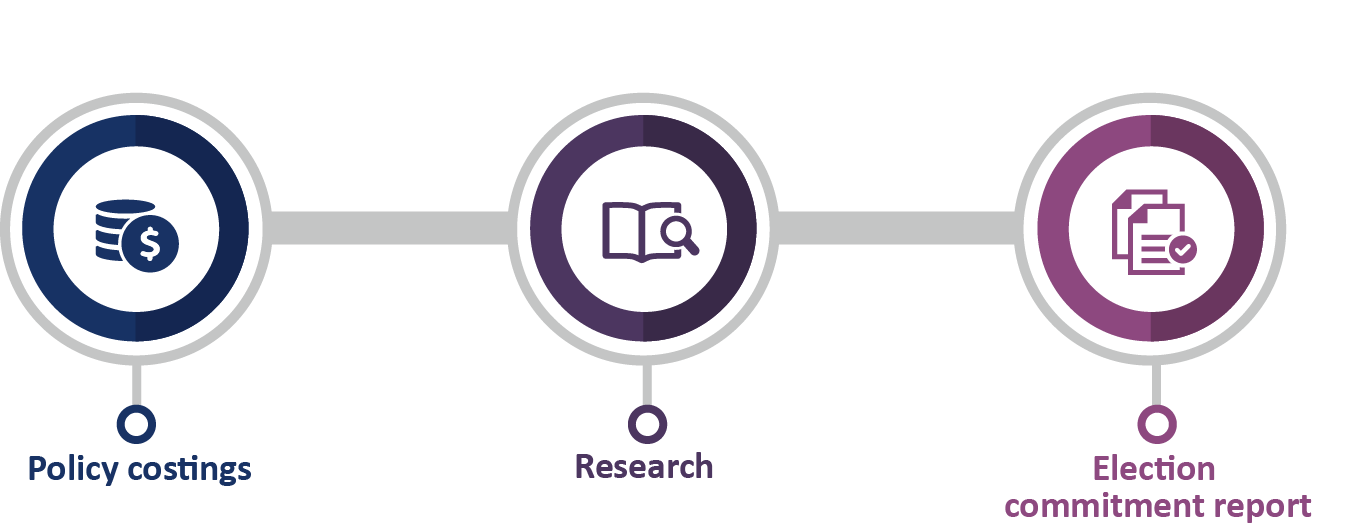 $
Policy costings
Research
Election
commitment report